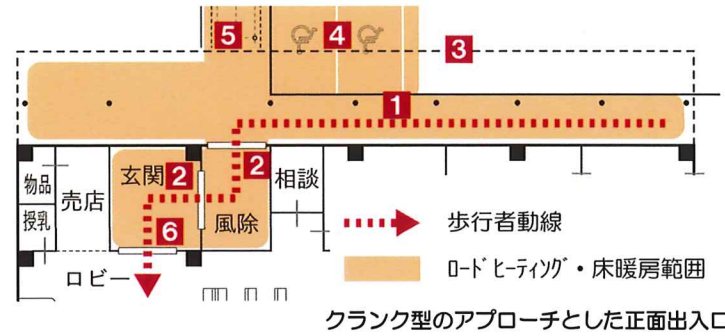 5
4
3
1
物品
授乳
売店
玄関
2
2
相談
風除
6
ロビー
歩行者動線
ﾛｰﾄﾞﾋｰﾃｨﾝｸﾞ・床暖房範囲
クランク型のアプローチとした正面出入口